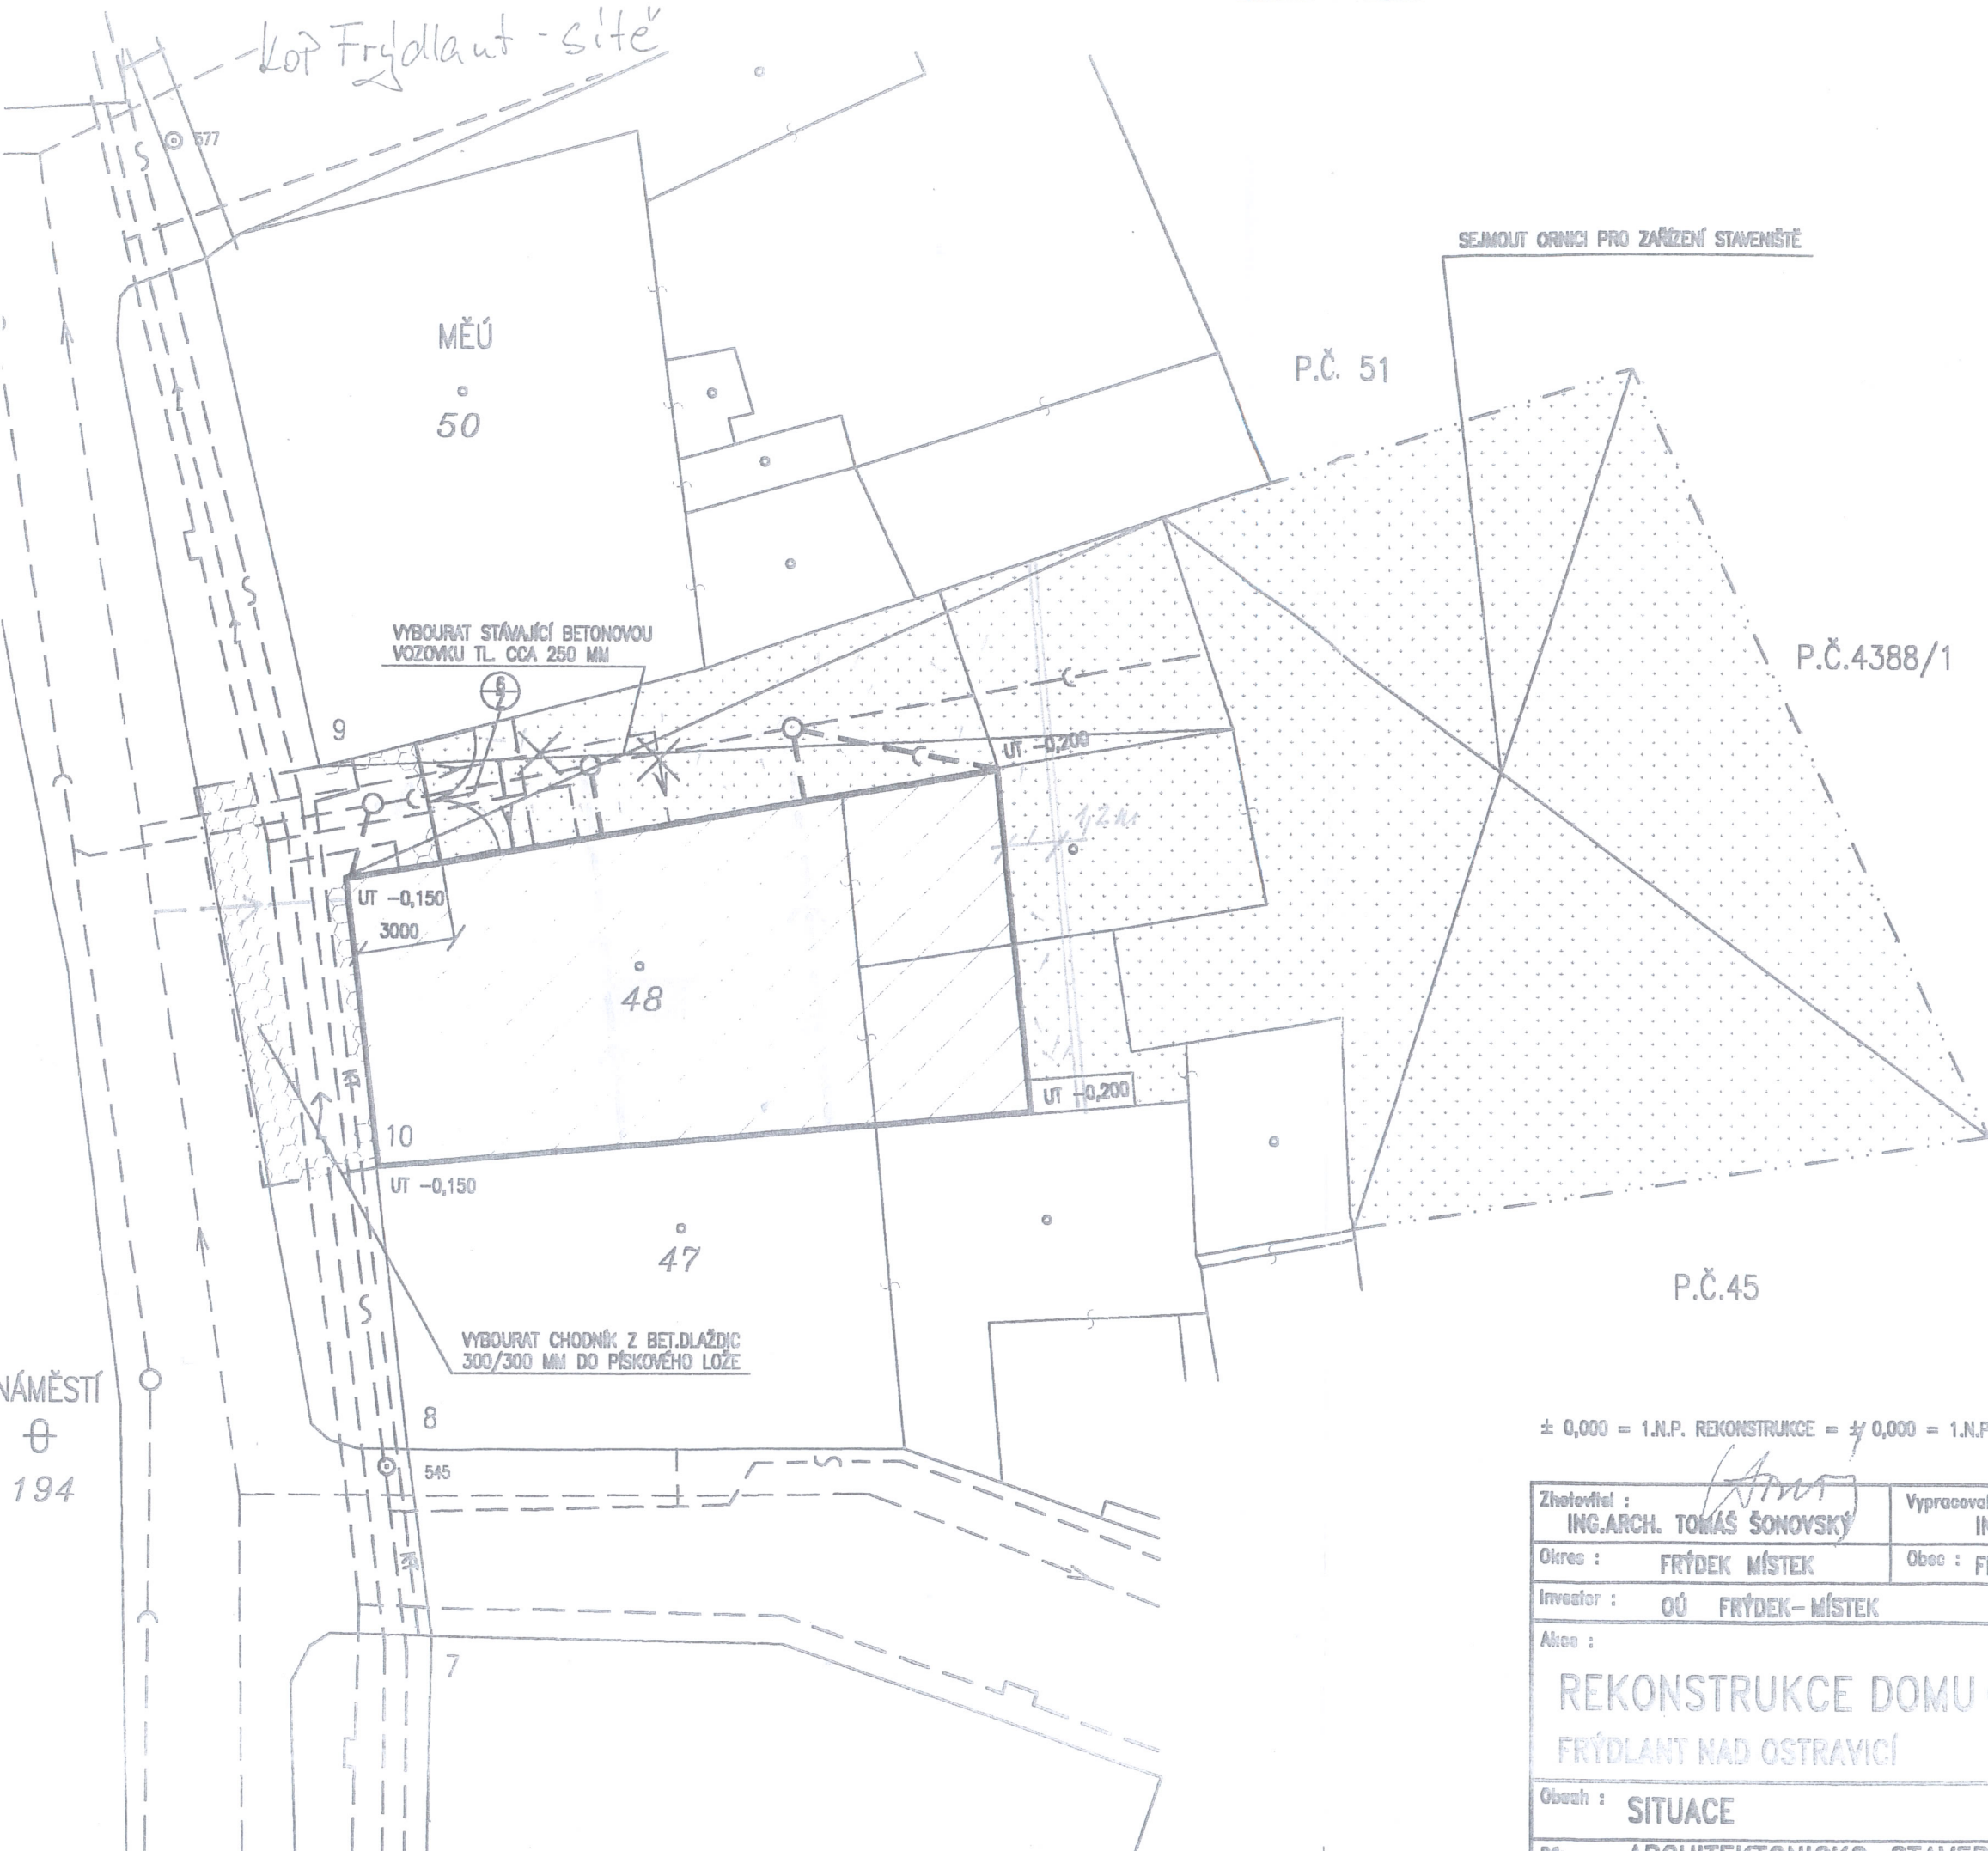 Kop Frýdlant - sítě
577
SEJMOUT ORNICI PRO ZAŘÍZENÍ STAVENIŠTĚ
MĚÚ
50
P.Č. 51
VYBOURAT STÁVAJÍCÍ BETONOVOU
VOZOVKU TL. CCA 250 MM
P.Č.4388/1
9
UT -0,200
1,2 m
UT -0,150
3000
48
UT -0,200
10
UT -0,150
47
P.Č.45
VYBOURAT CHODNÍK Z BET.DLAŽDIC
300/300 MM DO PÍSKOVÉHO LOŽE
NÁMĚSTÍ
194
8
545
7
± 0,000 = 1.N.P. REKONSTRUKCE = ± 0,000 = 1.N.P
Zhotovitel :
ING.ARCH. TOMÁŠ ŠONOVSKÝ
Vypracoval
Okres : FRÝDEK MÍSTEK
Obec :
Investor : OÚ FRÝDEK-MÍSTEK
Akce :
REKONSTRUKCE DOMU
FRÝDLANT NAD OSTRAVICÍ
Obsah : SITUACE